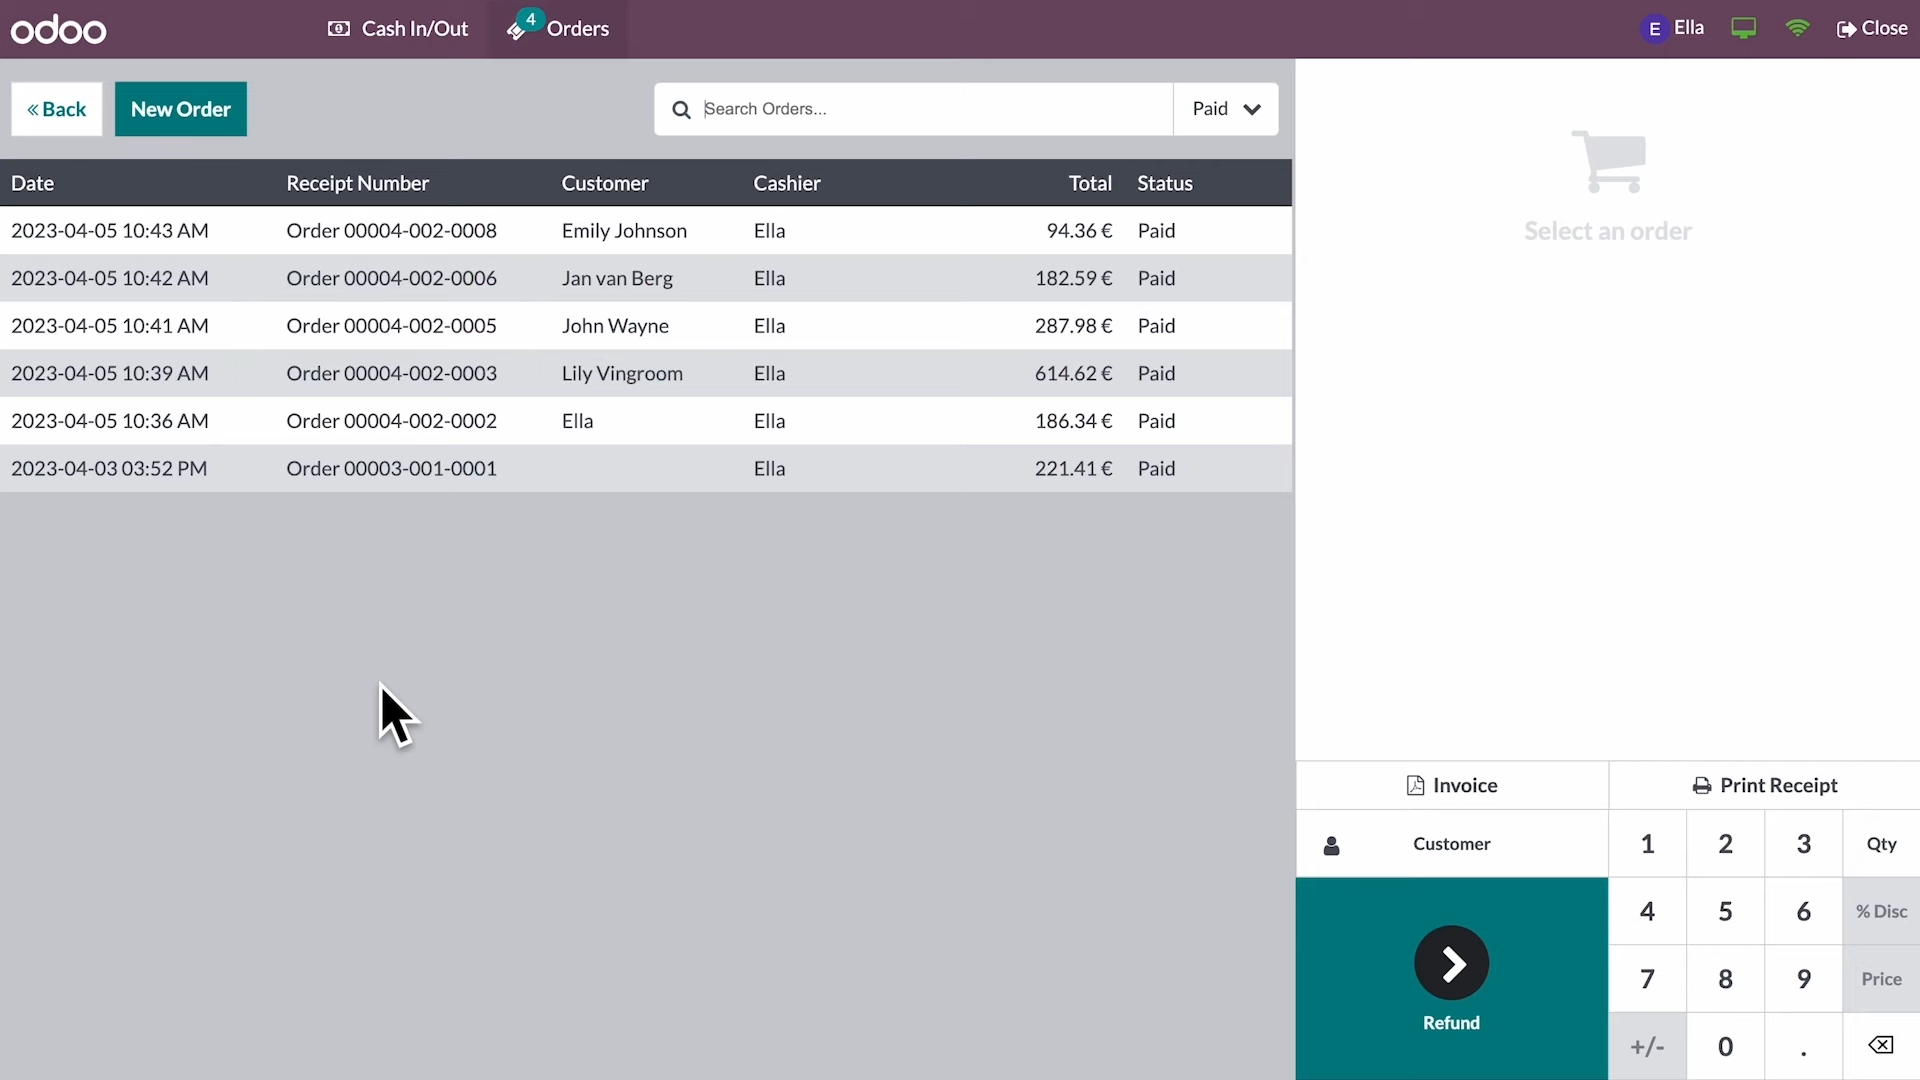 odoo Cash In/Out 4 Orders E Ella Close
« Back New Order Search Orders... Paid
Date Receipt Number Customer Cashier Total Status
2023-04-05 10:43 AM Order 00004-002-0008 Emily Johnson Ella 94.36 € Paid
2023-04-05 10:42 AM Order 00004-002-0006 Jan van Berg Ella 182.59 € Paid
2023-04-05 10:41 AM Order 00004-002-0005 John Wayne Ella 287.98 € Paid
2023-04-05 10:39 AM Order 00004-002-0003 Lily Vingroom Ella 614.62 € Paid
2023-04-05 10:36 AM Order 00004-002-0002 Ella Ella 186.34 € Paid
2023-04-03 03:52 PM Order 00003-001-0001 Ella 221.41 € Paid
Select an order
Invoice Print Receipt
Customer 1 2 3 Qty
4 5 6 % Disc
7 8 9 Price
Refund
+/- 0 .